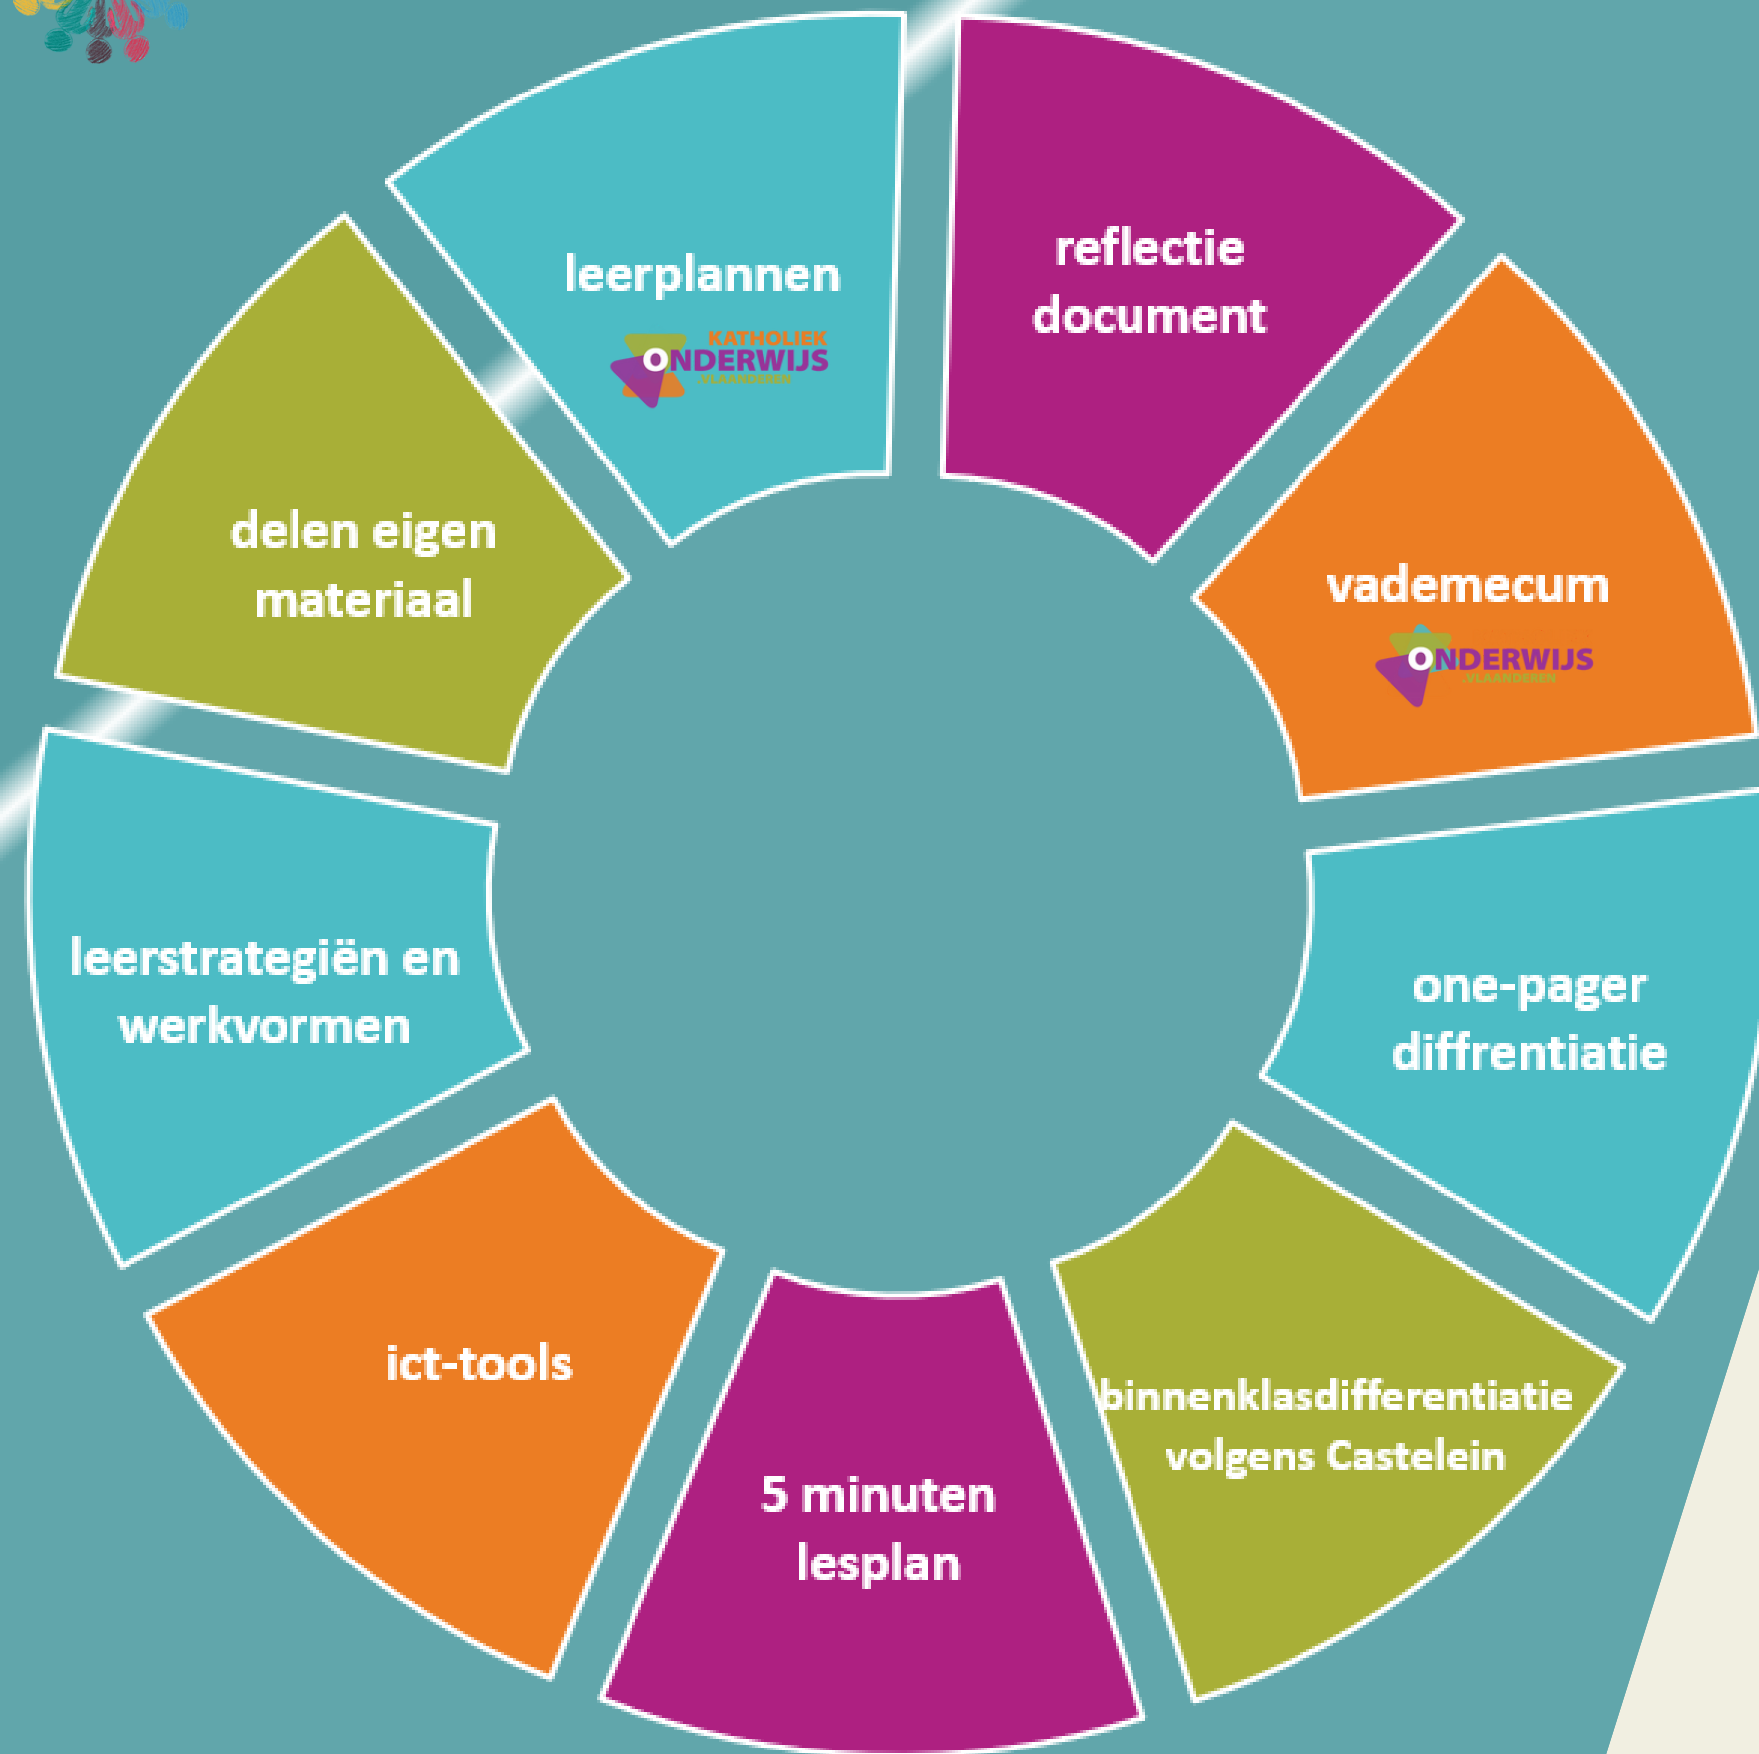 leerplannen
KATHOLIEK
ONDERWIJS
.VLAANDEREN
reflectie
document
vademecum
ONDERWIJS
.VLAANDEREN
one-pager
diffrentiatie
binnenklasdifferentiatie
volgens Castelein
5 minuten
lesplan
ict-tools
leerstrategiën en
werkvormen
delen eigen
materiaal